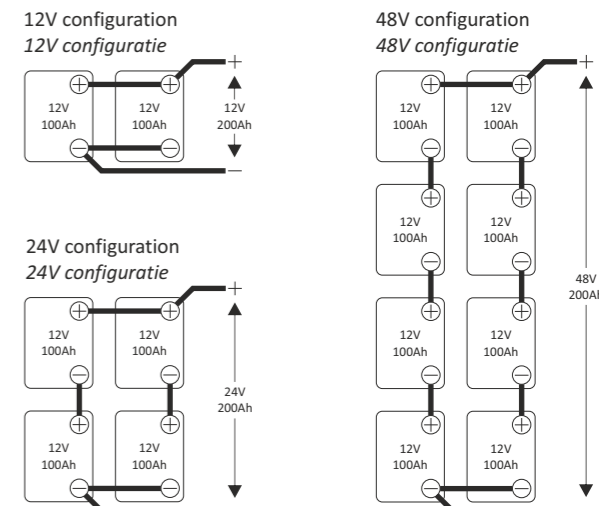 12V configuration
12V configuratie
+
+ +
12V
100Ah
12V
100Ah
12V
200Ah
− −
−
24V configuration
24V configuratie
+
+ +
12V
100Ah
12V
100Ah
− −
24V
200Ah
+ +
12V
100Ah
12V
100Ah
− −
48V configuration
48V configuratie
+
+ +
12V
100Ah
12V
100Ah
− −
+ +
12V
100Ah
12V
100Ah
− −
48V
200Ah
+ +
12V
100Ah
12V
100Ah
− −
+ +
12V
100Ah
12V
100Ah
− −